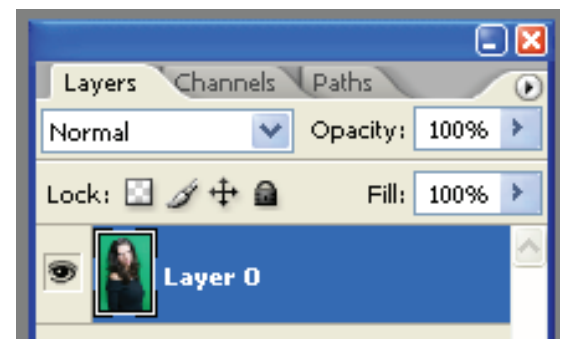 Layers Channels Paths
Normal Opacity: 100%
Lock: Fill: 100%
Layer 0